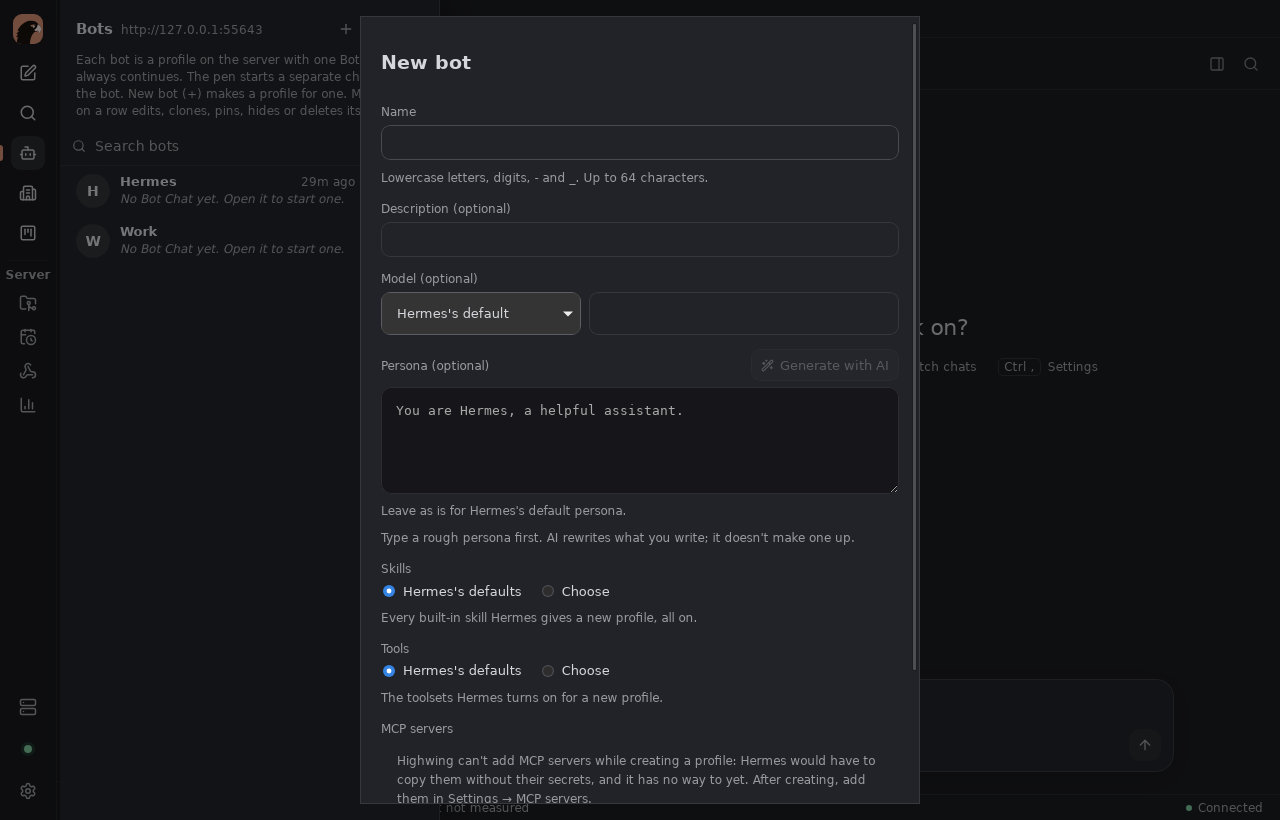 Bots http://127.0.0.1:55643
Each bot is a profile on the server with one Bot
always continues. The pen starts a separate ch
the bot. New bot (+) makes a profile for one. M
on a row edits, clones, pins, hides or deletes its
Search bots
H
Hermes
29m ago
No Bot Chat yet. Open it to start one.
W
Work
No Bot Chat yet. Open it to start one.
Server
New bot
Name
Lowercase letters, digits, - and _. Up to 64 characters.
Description (optional)
Model (optional)
Hermes's default
Persona (optional)
Generate with AI
You are Hermes, a helpful assistant.
Leave as is for Hermes's default persona.
Type a rough persona first. AI rewrites what you write; it doesn't make one up.
Skills
Hermes's defaults
Choose
Every built-in skill Hermes gives a new profile, all on.
Tools
Hermes's defaults
Choose
The toolsets Hermes turns on for a new profile.
MCP servers
Highwing can't add MCP servers while creating a profile: Hermes would have to
copy them without their secrets, and it has no way to yet. After creating, add
them in Settings → MCP servers.
k on?
tch chats
Ctrl ,
Settings
not measured
Connected